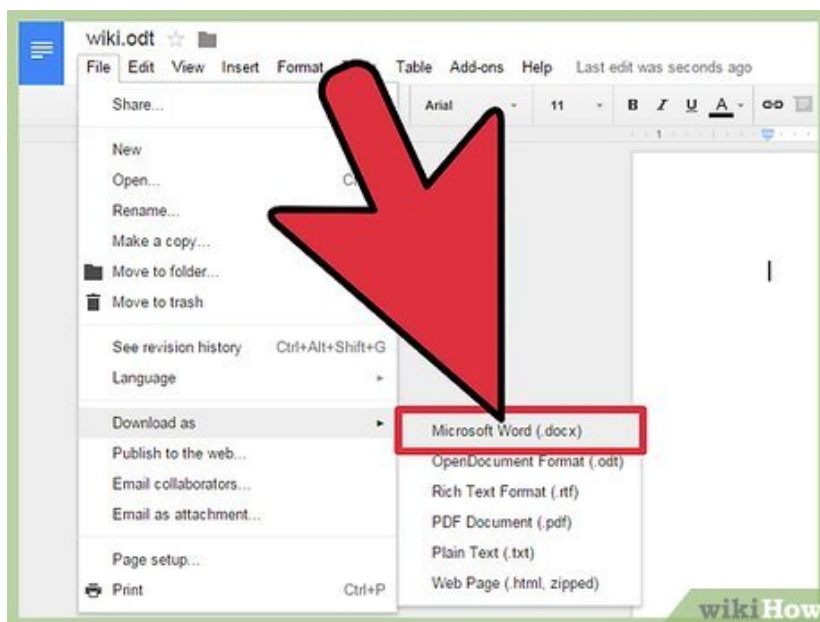 wiki.odt
File Edit View Insert Format Table Add-ons Help Last edit was seconds ago
Share... Arial 11 B I U A
1
New
Open...
Rename...
Make a copy...
Move to folder...
Move to trash
See revision history Ctrl+Alt+Shift+G
Language
Download as
Microsoft Word (.docx)
Publish to the web...
OpenDocument Format (.odt)
Email collaborators...
Rich Text Format (.rtf)
Email as attachment...
PDF Document (.pdf)
Plain Text (.txt)
Page setup...
Web Page (.html, zipped)
Print Ctrl+P
wikiHow